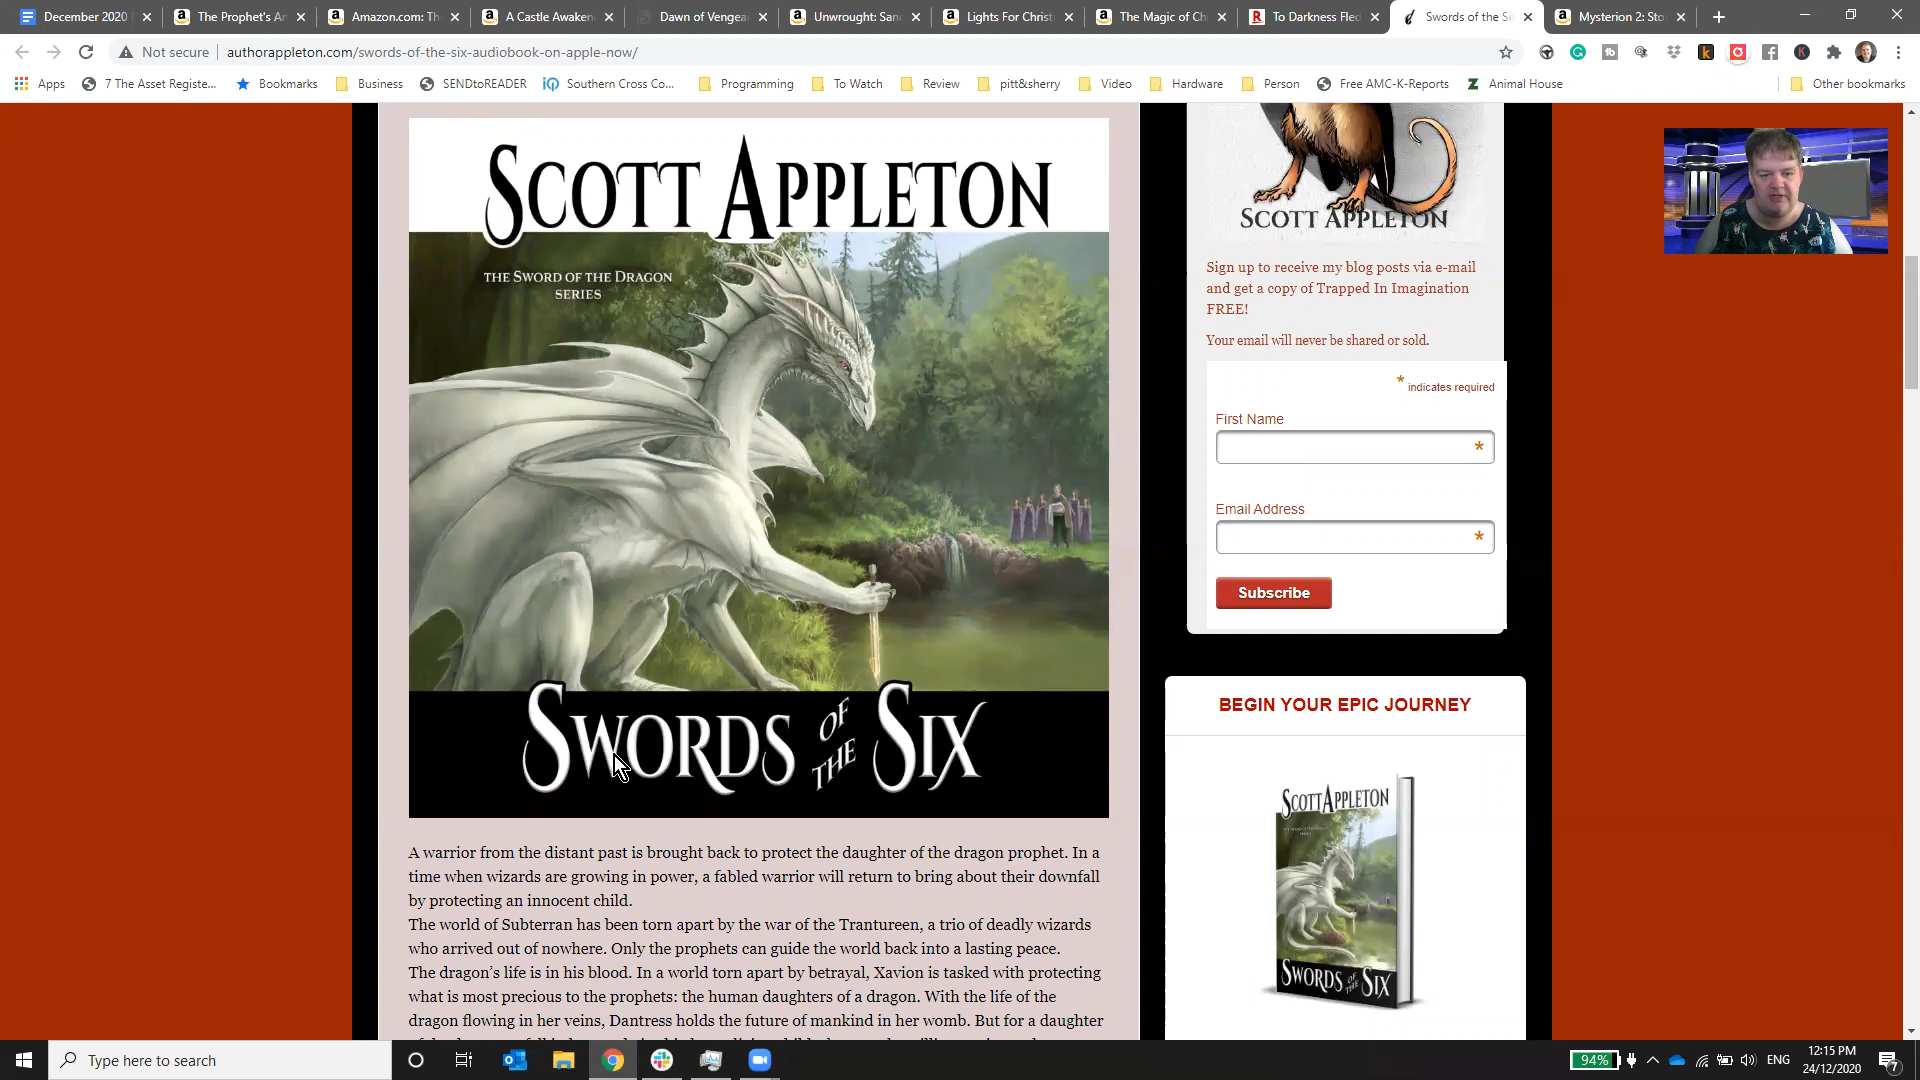 December 2020
The Prophet's Ar
Amazon.com: Th
A Castle Awaken
Dawn of Vengea
Unwrought: San
Lights For Christ
The Magic of Ch
To Darkness Fled
Swords of the Si
Mysterion 2: Sto
Not secure
authorappleton.com/swords-of-the-six-audiobook-on-apple-now/
Apps
7 The Asset Registe...
Bookmarks
Business
SENDtoREADER
Southern Cross Co...
Programming
To Watch
Review
pitt&sherry
Video
Hardware
Person
Free AMC-K-Reports
Animal House
Other bookmarks
SCOTT APPLETON
THE SWORD OF THE DRAGON
SERIES
SWORDS OF THE SIX
A warrior from the distant past is brought back to protect the daughter of the dragon prophet. In a
time when wizards are growing in power, a fabled warrior will return to bring about their downfall
by protecting an innocent child.
The world of Subterran has been torn apart by the war of the Trantureen, a trio of deadly wizards
who arrived out of nowhere. Only the prophets can guide the world back into a lasting peace.
The dragon's life is in his blood. In a world torn apart by betrayal, Xavion is tasked with protecting
what is most precious to the prophets: the human daughters of a dragon. With the life of the
dragon flowing in her veins, Dantress holds the future of mankind in her womb. But for a daughter
SCOTT APPLETON
Sign up to receive my blog posts via e-mail
and get a copy of Trapped In Imagination
FREE!
Your email will never be shared or sold.
* indicates required
First Name
*
Email Address
*
Subscribe
BEGIN YOUR EPIC JOURNEY
SCOTT APPLETON
SWORDS OF THE SIX
Type here to search
94%
ENG
12:15 PM
24/12/2020
7